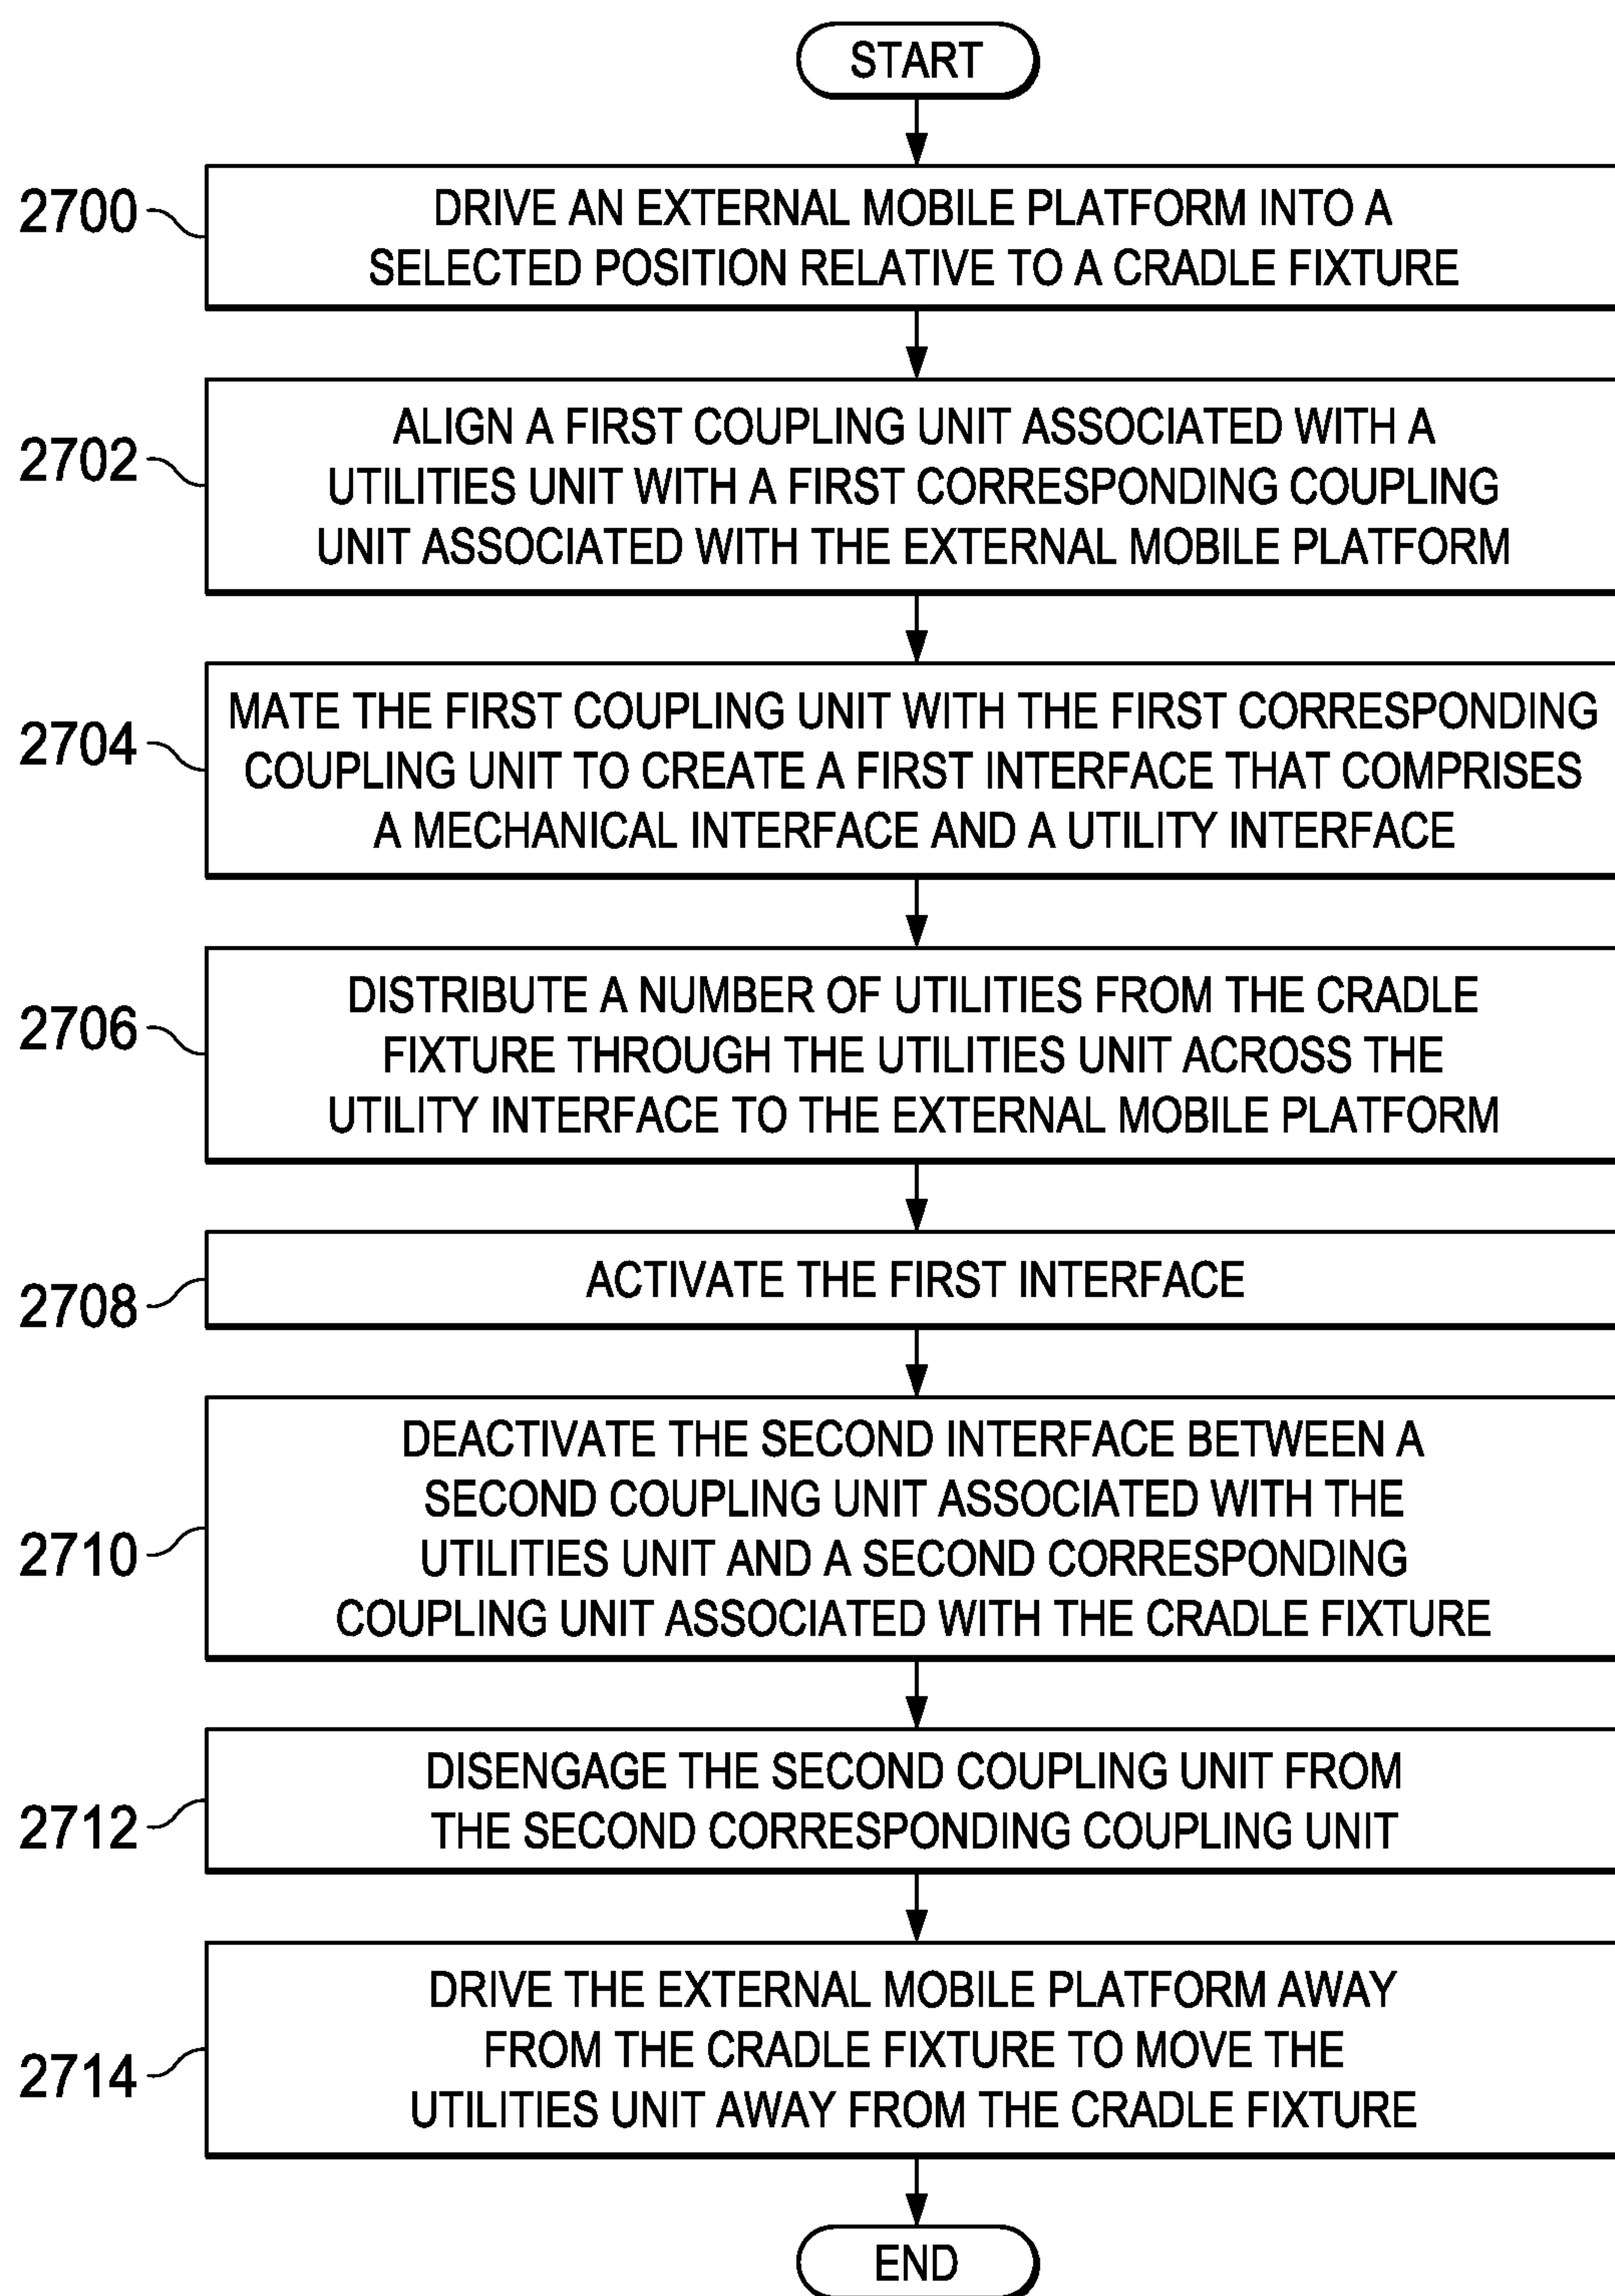 START
2700
DRIVE AN EXTERNAL MOBILE PLATFORM INTO A
SELECTED POSITION RELATIVE TO A CRADLE FIXTURE
2702
ALIGN A FIRST COUPLING UNIT ASSOCIATED WITH A
UTILITIES UNIT WITH A FIRST CORRESPONDING COUPLING
UNIT ASSOCIATED WITH THE EXTERNAL MOBILE PLATFORM
2704
MATE THE FIRST COUPLING UNIT WITH THE FIRST CORRESPONDING
COUPLING UNIT TO CREATE A FIRST INTERFACE THAT COMPRISES
A MECHANICAL INTERFACE AND A UTILITY INTERFACE
2706
DISTRIBUTE A NUMBER OF UTILITIES FROM THE CRADLE
FIXTURE THROUGH THE UTILITIES UNIT ACROSS THE
UTILITY INTERFACE TO THE EXTERNAL MOBILE PLATFORM
2708
ACTIVATE THE FIRST INTERFACE
2710
DEACTIVATE THE SECOND INTERFACE BETWEEN A
SECOND COUPLING UNIT ASSOCIATED WITH THE
UTILITIES UNIT AND A SECOND CORRESPONDING
COUPLING UNIT ASSOCIATED WITH THE CRADLE FIXTURE
2712
DISENGAGE THE SECOND COUPLING UNIT FROM
THE SECOND CORRESPONDING COUPLING UNIT
2714
DRIVE THE EXTERNAL MOBILE PLATFORM AWAY
FROM THE CRADLE FIXTURE TO MOVE THE
UTILITIES UNIT AWAY FROM THE CRADLE FIXTURE
END